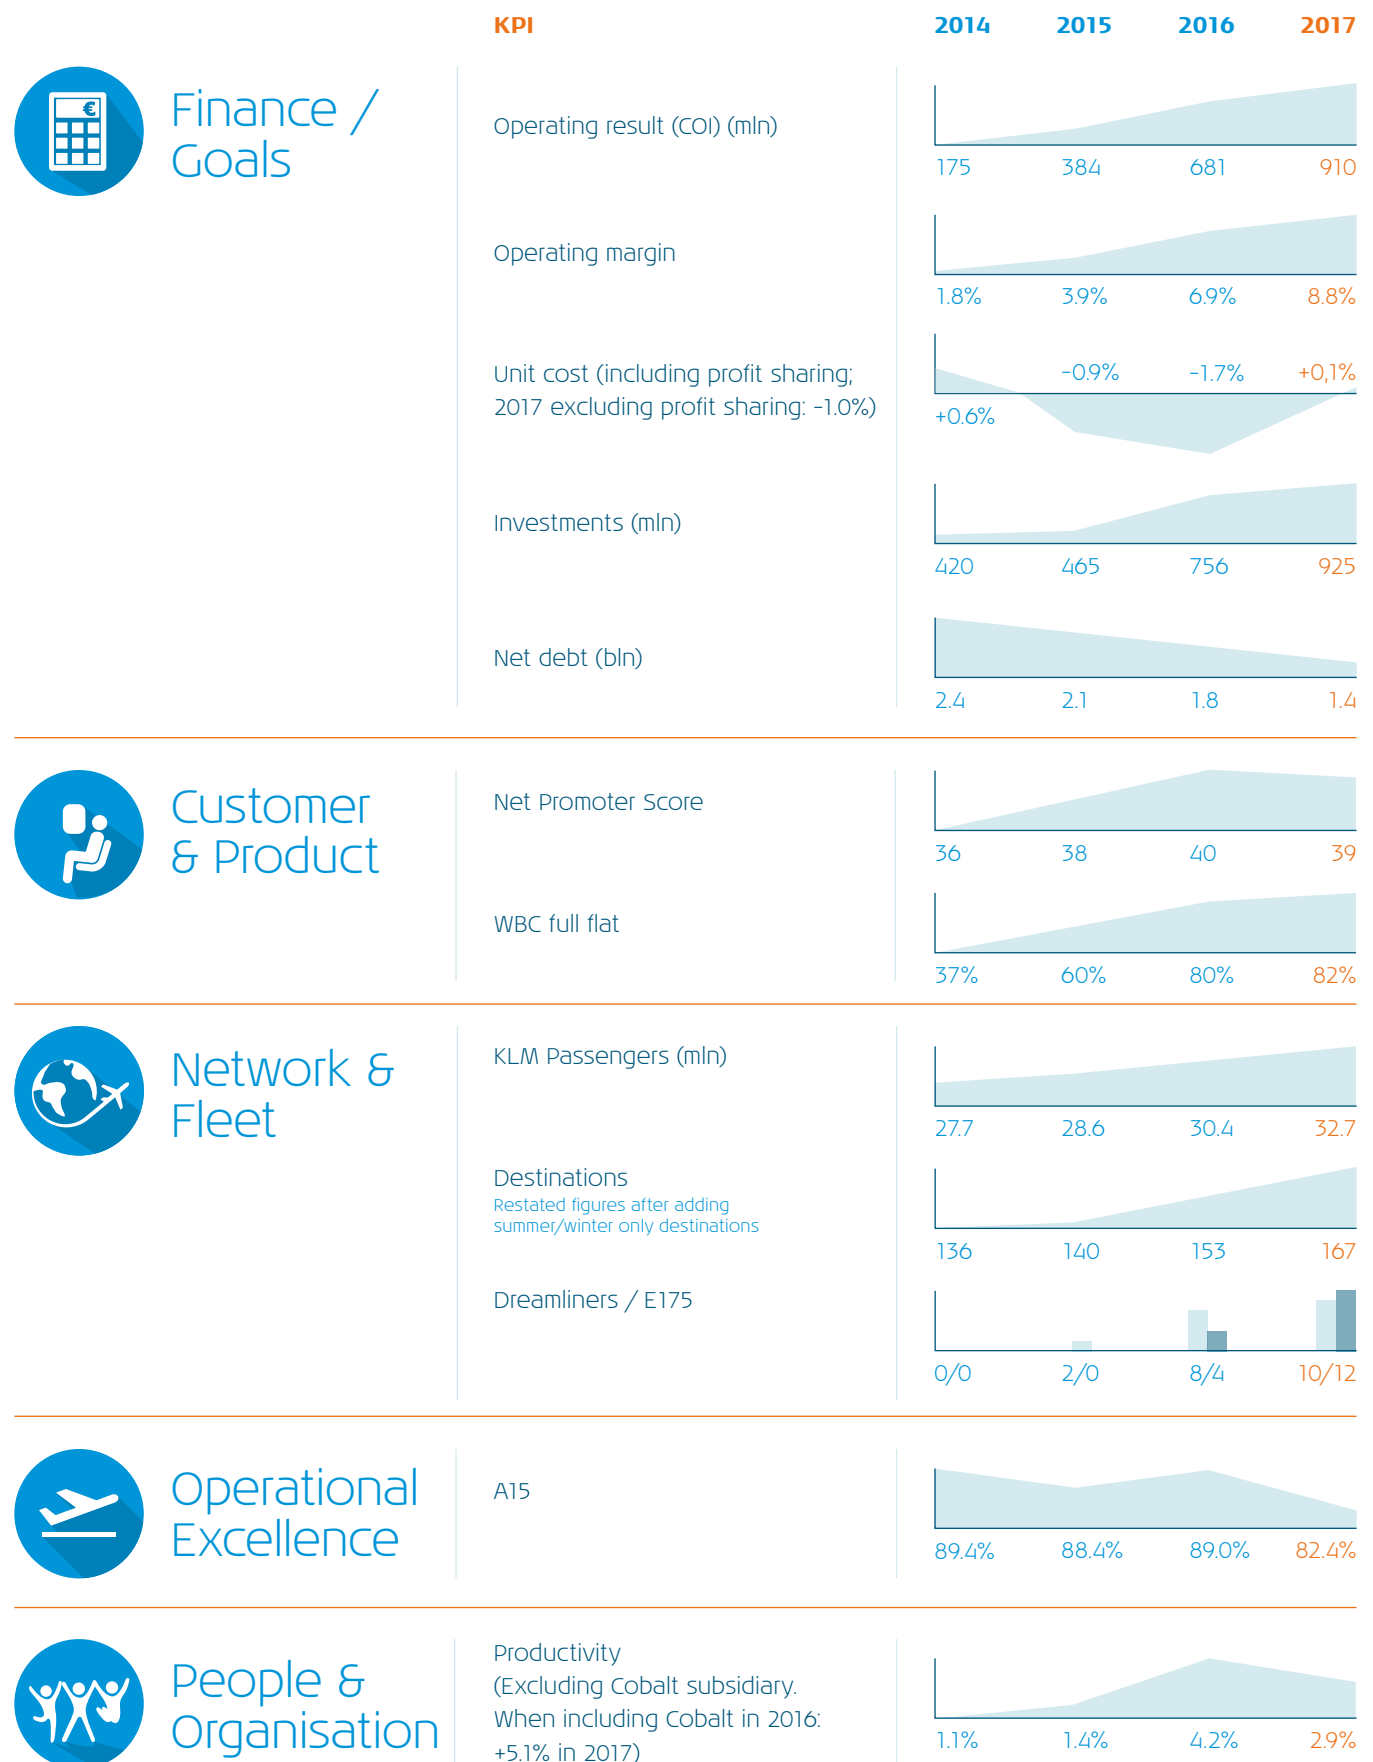 KPI 2014 2015 2016 2017
Finance /
Goals
€
Operating result (COI) (mln)
175 384 681 910
Operating margin
1.8% 3.9% 6.9% 8.8%
Unit cost (including profit sharing;
2017 excluding profit sharing: -1.0%)
+0.6% -0.9% -1.7% +0,1%
Investments (mln)
420 465 756 925
Net debt (bln)
2.4 2.1 1.8 1.4
Customer
& Product
Net Promoter Score
36 38 40 39
WBC full flat
37% 60% 80% 82%
Network &
Fleet
KLM Passengers (mln)
27.7 28.6 30.4 32.7
Destinations
Restated figures after adding
summer/winter only destinations
136 140 153 167
Dreamliners / E175
0/0 2/0 8/4 10/12
Operational
Excellence
A15
89.4% 88.4% 89.0% 82.4%
People &
Organisation
Productivity
(Excluding Cobalt subsidiary.
When including Cobalt in 2016:
+5.1% in 2017)
1.1% 1.4% 4.2% 2.9%